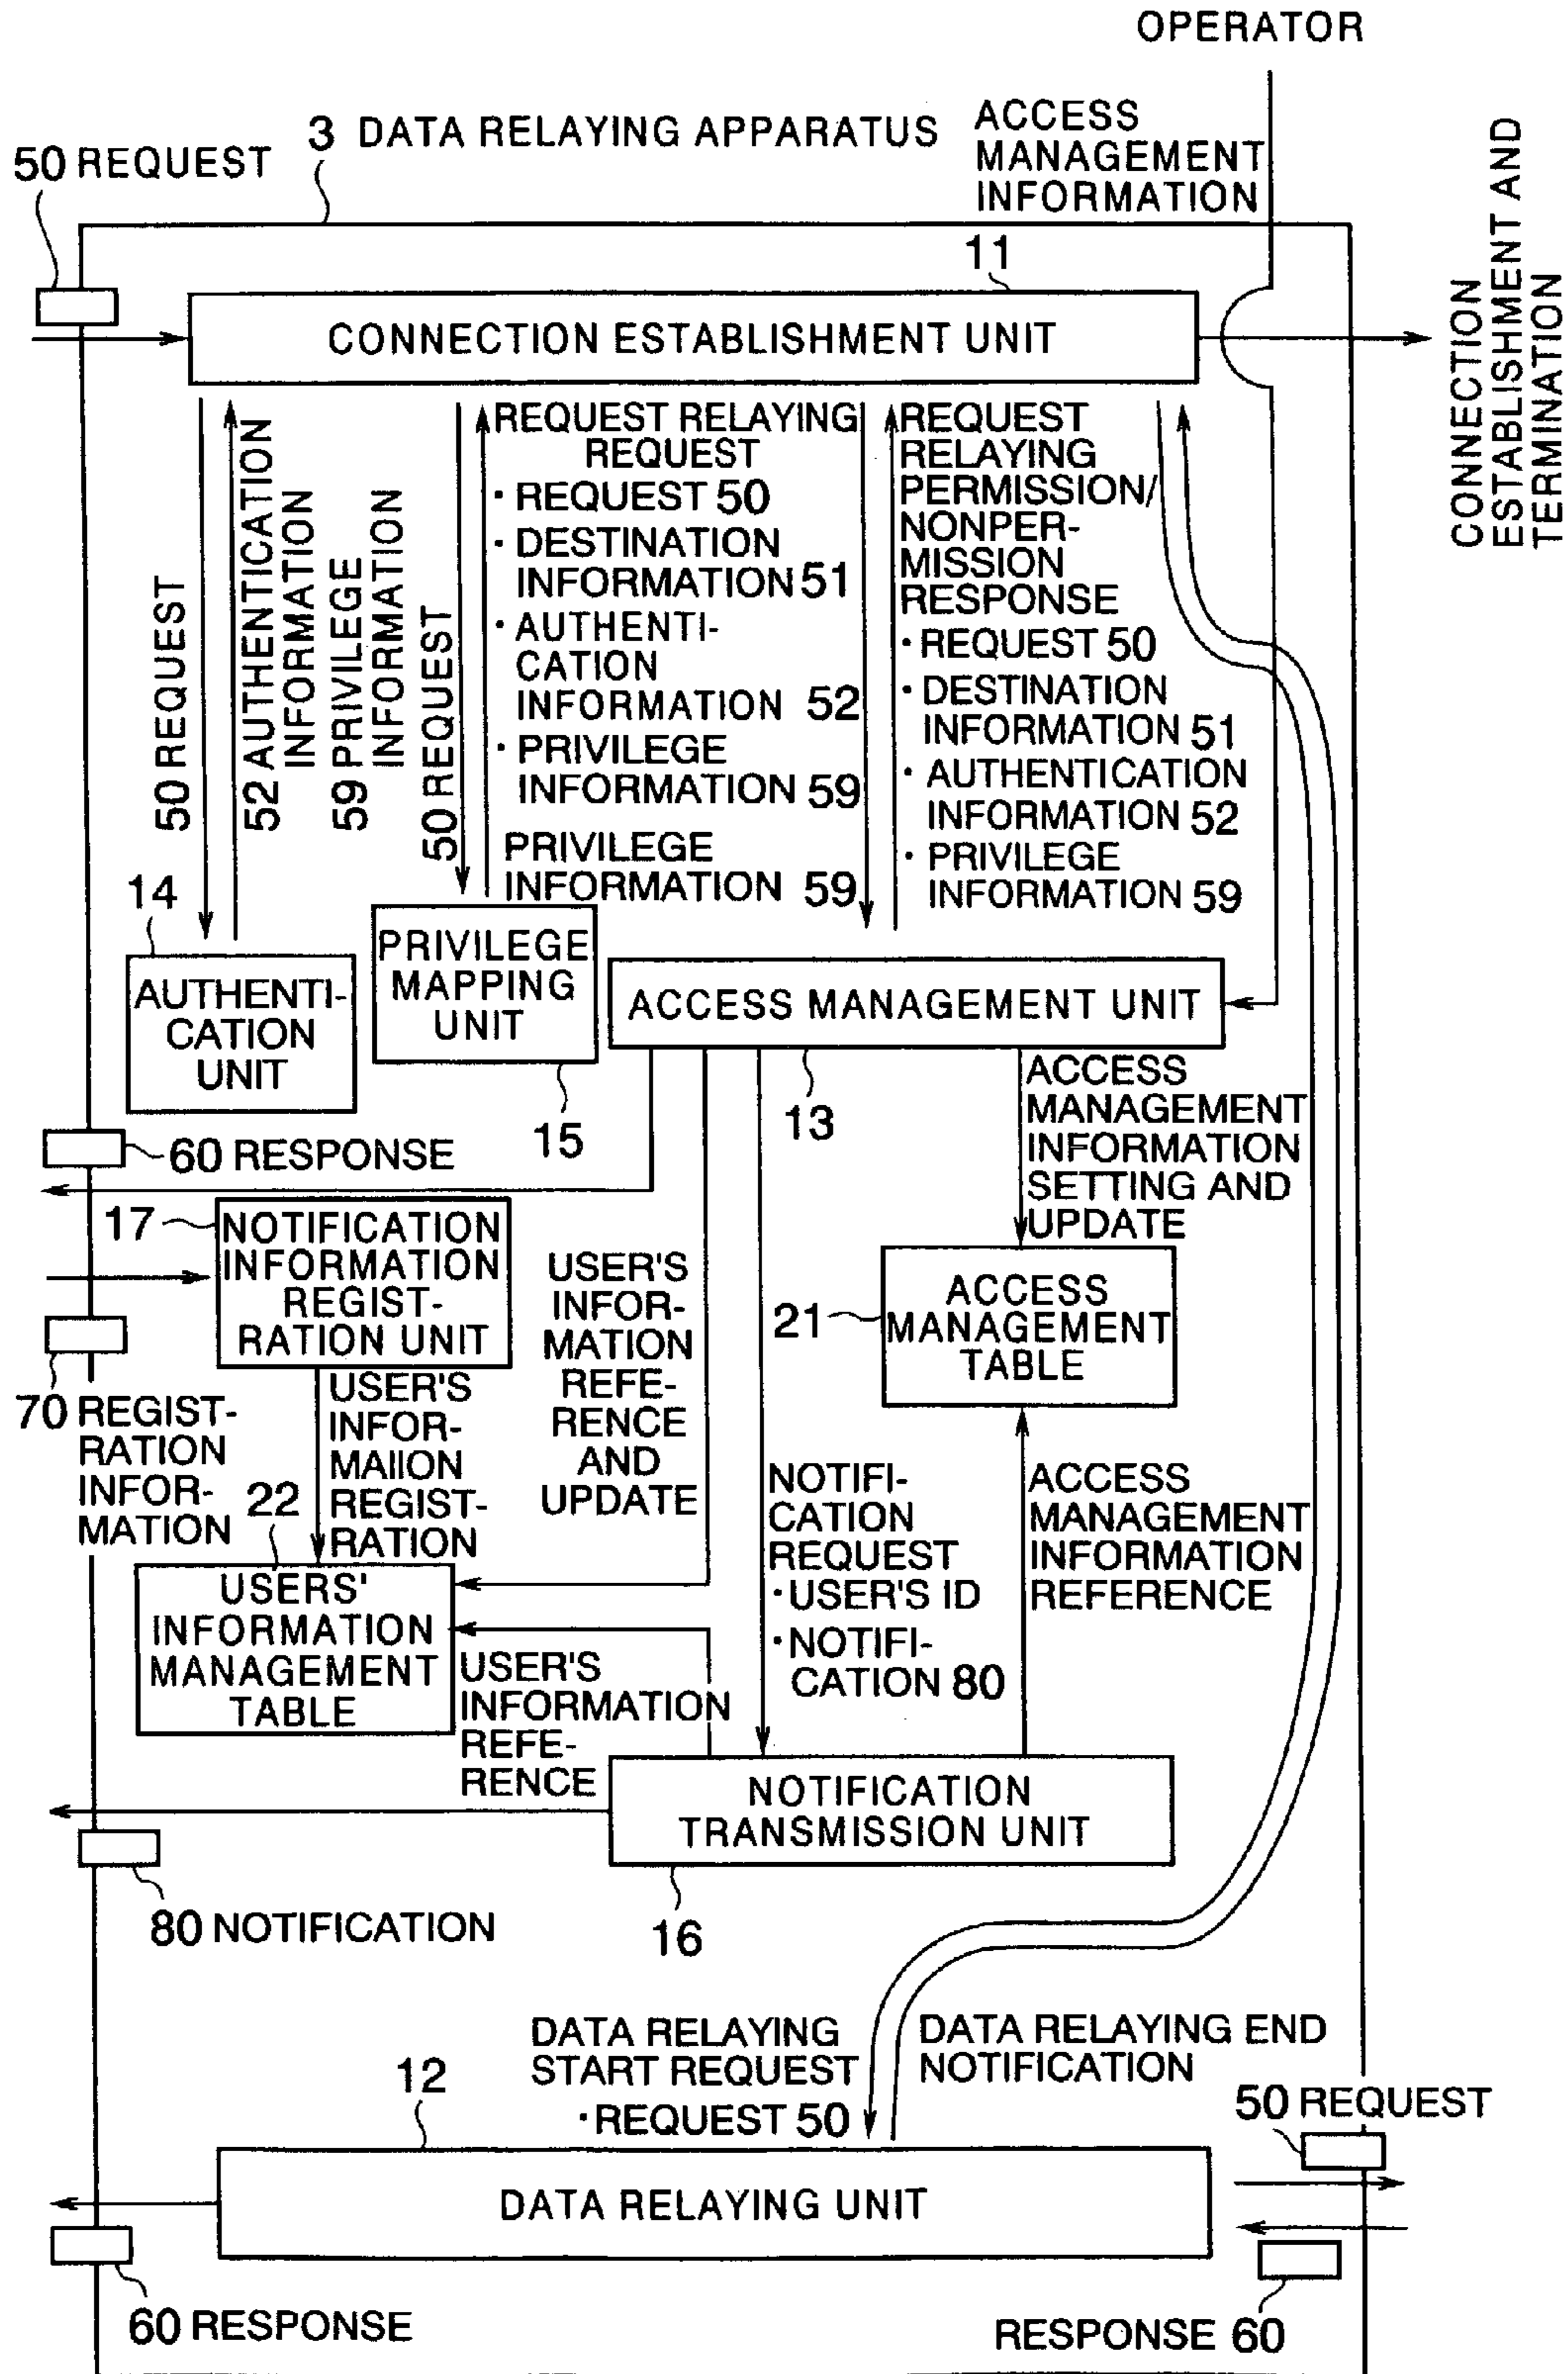 OPERATOR
3 DATA RELAYING APPARATUS
ACCESS
MANAGEMENT
INFORMATION
50 REQUEST
CONNECTION
ESTABLISHMENT AND
TERMINATION
11
CONNECTION ESTABLISHMENT UNIT
50 REQUEST
52 AUTHENTICATION
INFORMATION
59 PRIVILEGE
INFORMATION
50 REQUEST
REQUEST RELAYING
REQUEST
· REQUEST 50
· DESTINATION
INFORMATION 51
· AUTHENTI-
CATION
INFORMATION 52
· PRIVILEGE
INFORMATION 59
PRIVILEGE
INFORMATION 59
REQUEST
RELAYING
PERMISSION/
NONPER-
MISSION
RESPONSE
· REQUEST 50
· DESTINATION
INFORMATION 51
· AUTHENTICATION
INFORMATION 52
· PRIVILEGE
INFORMATION 59
14
AUTHENTI-
CATION
UNIT
PRIVILEGE
MAPPING
UNIT
15
ACCESS MANAGEMENT UNIT
13
ACCESS
MANAGEMENT
INFORMATION
SETTING AND
UPDATE
60 RESPONSE
17
NOTIFICATION
INFORMATION
REGIST-
RATION UNIT
USER'S
INFOR-
MATION
REFE-
RENCE
AND
UPDATE
21
ACCESS
MANAGEMENT
TABLE
70 REGIST-
RATION
INFOR-
MATION
USER'S
INFOR-
MAIION
REGIST-
RATION
22
USERS'
INFORMATION
MANAGEMENT
TABLE
NOTIFI-
CATION
REQUEST
· USER'S ID
· NOTIFI-
CATION 80
ACCESS
MANAGEMENT
INFORMATION
REFERENCE
USER'S
INFORMATION
REFE-
RENCE
NOTIFICATION
TRANSMISSION UNIT
16
80 NOTIFICATION
DATA RELAYING
START REQUEST
· REQUEST 50
DATA RELAYING END
NOTIFICATION
12
50 REQUEST
DATA RELAYING UNIT
60 RESPONSE
RESPONSE 60